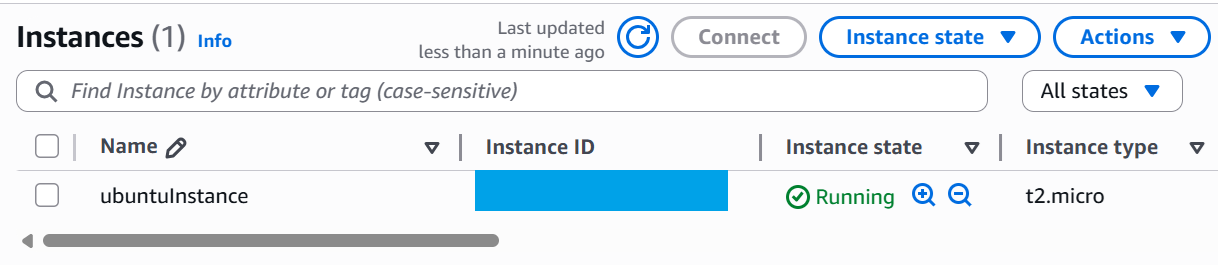 Instances (1) Info
Last updated
less than a minute ago
Connect
Instance state
Actions
Find Instance by attribute or tag (case-sensitive)
All states
Name Instance ID Instance state Instance type
ubuntuInstance Running t2.micro